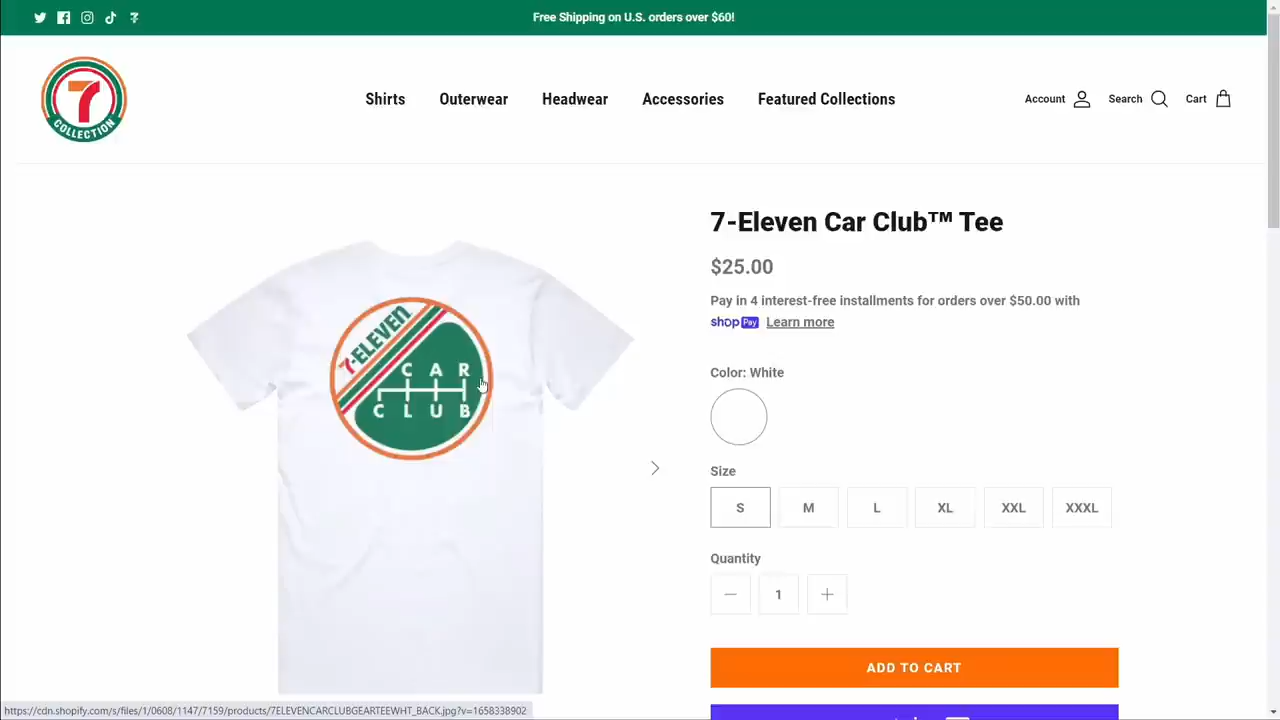 Free Shipping on U.S. orders over $60!
7
COLLECTION
Shirts
Outerwear
Headwear
Accessories
Featured Collections
Account
Search
Cart
7-Eleven Car Club™ Tee
$25.00
Pay in 4 interest-free installments for orders over $50.00 with
shop Pay Learn more
7-ELEVEN
CAR
CLUB
Color: White
Size
S
M
L
XL
XXL
XXXL
Quantity
1
ADD TO CART
https://cdn.shopify.com/s/files/1/0608/1147/7159/products/7ELEVENCARCLUBGEARTEEWHT_BACK.jpg?v=1658338902